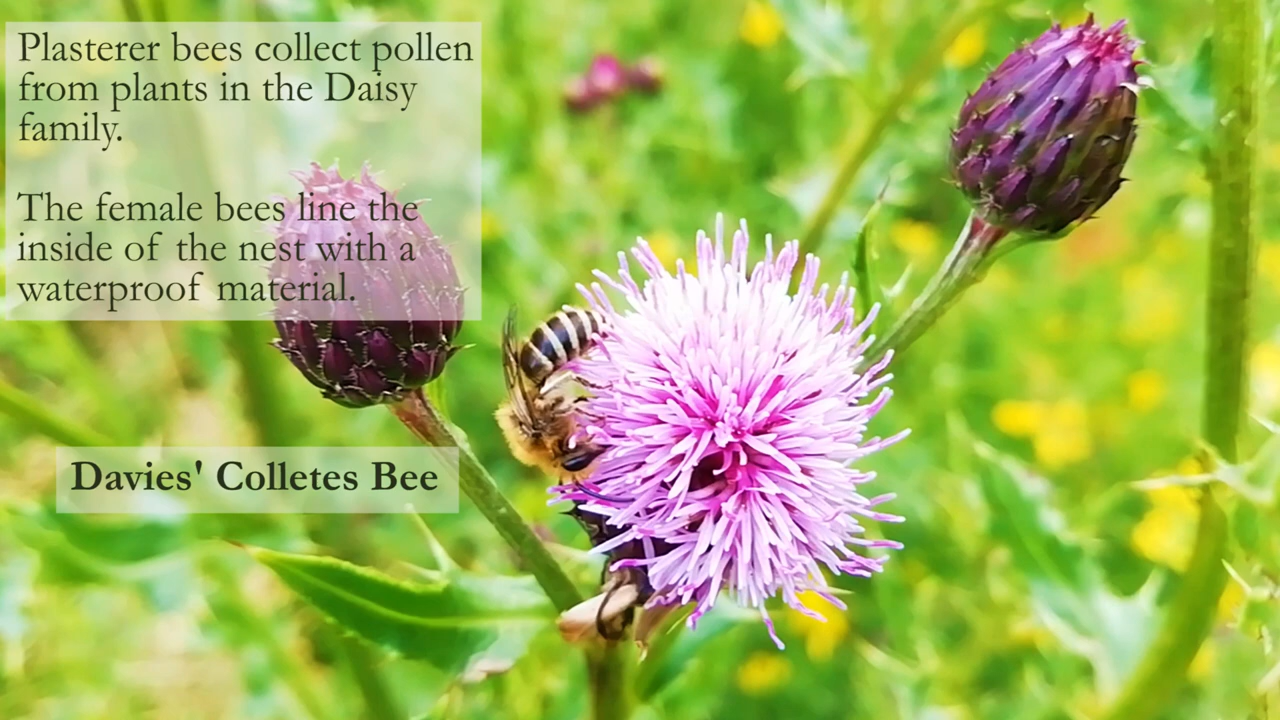 Plasterer bees collect pollen
from plants in the Daisy
family.
The female bees line the
inside of the nest with a
waterproof material.
Davies' Colletes Bee